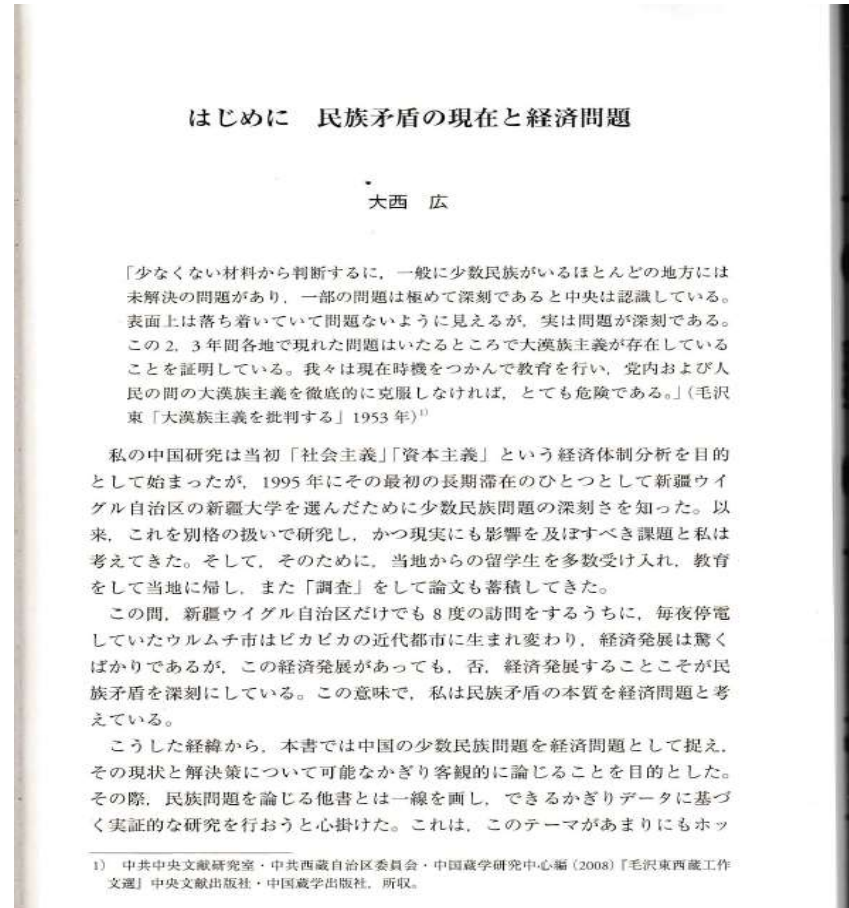 はじめに　民族矛盾の現在と経済問題
大西　広
「少なくない材料から判断するに，一般に少数民族がいるほとんどの地方には
未解決の問題があり，一部の問題は極めて深刻であると中央は認識している。
表面上は落ち着いていて問題ないように見えるが，実は問題が深刻である。
この2，3年間各地で現れた問題はいたるところで大漢族主義が存在している
ことを証明している。我々は現在時機をつかんで教育を行い，党内および人
民の間の大漢族主義を徹底的に克服しなければ，とても危険である。」(毛沢
東「大漢族主義を批判する」1953年)1)
私の中国研究は当初「社会主義」「資本主義」という経済体制分析を目的
として始まったが，1995年にその最初の長期滞在のひとつとして新疆ウイ
グル自治区の新疆大学を選んだために少数民族問題の深刻さを知った。以
来，これを別格の扱いで研究し，かつ現実にも影響を及ぼすべき課題と私は
考えてきた。そして，そのために，当地からの留学生を多数受け入れ，教育
をして当地に帰し，また「調査」をして論文も蓄積してきた。
この間，新疆ウイグル自治区だけでも8度の訪問をするうちに，毎夜停電
していたウルムチ市はピカピカの近代都市に生まれ変わり，経済発展は驚く
ばかりであるが，この経済発展があっても，否，経済発展することこそが民
族矛盾を深刻にしている。この意味で，私は民族矛盾の本質を経済問題と考
えている。
こうした経緯から，本書では中国の少数民族問題を経済問題として捉え，
その現状と解決策について可能なかぎり客観的に論じることを目的とした。
その際，民族問題を論じる他書とは一線を画し，できるかぎりデータに基づ
く実証的な研究を行おうと心掛けた。これは，このテーマがあまりにもホッ
1)　中共中央文献研究室・中共西蔵自治区委員会・中国蔵学研究中心編(2008)『毛沢東西蔵工作
文選』中央文献出版社・中国蔵学出版社，所収。